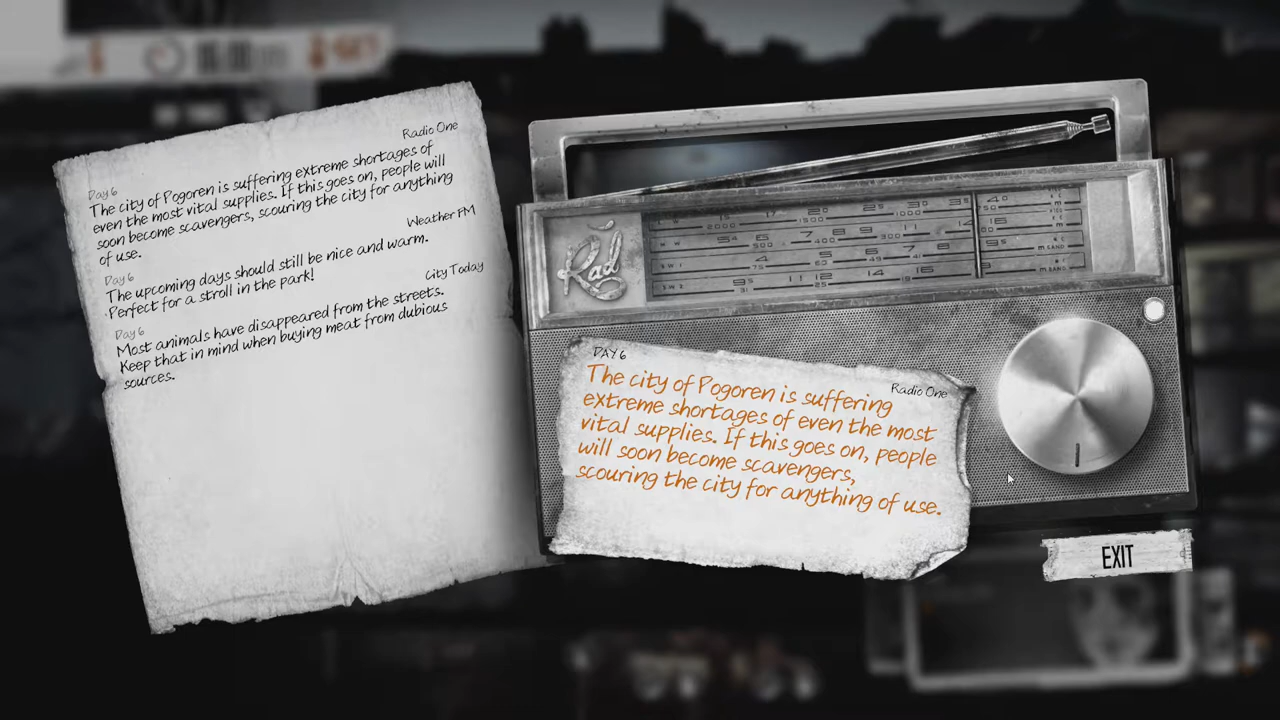 Radio One
Day 6
The city of Pogoren is suffering extreme shortages of
even the most vital supplies. If this goes on, people will
soon become scavengers, scouring the city for anything
of use.
Weather FM
Day 6
The upcoming days should still be nice and warm.
Perfect for a stroll in the park!
City Today
Day 6
Most animals have disappeared from the streets.
Keep that in mind when buying meat from dubious
sources.
Rad
DAY 6
Radio One
The city of Pogoren is suffering
extreme shortages of even the most
vital supplies. If this goes on, people
will soon become scavengers,
scouring the city for anything of use.
EXIT